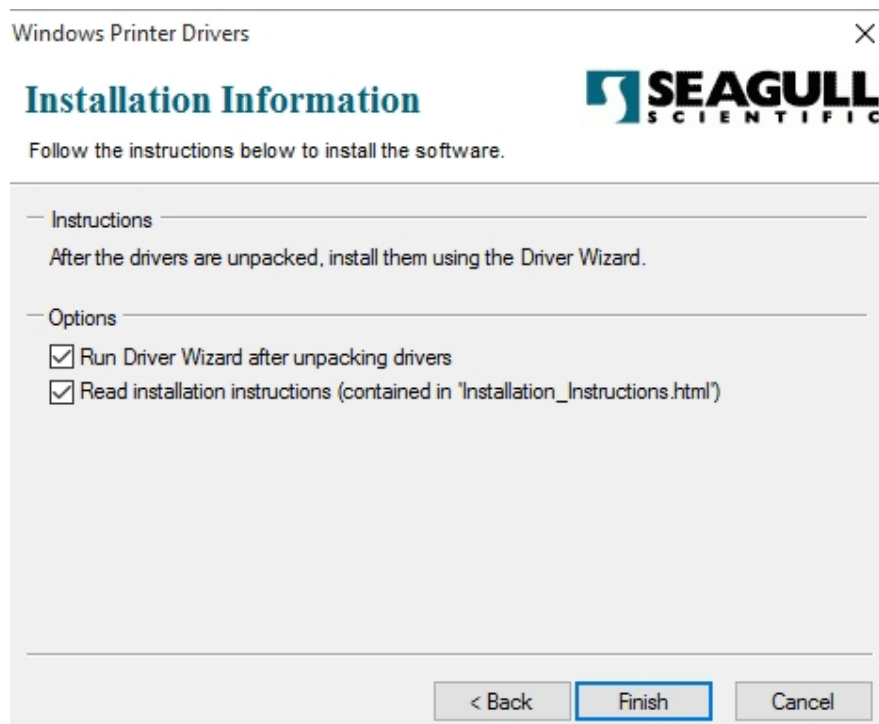 Windows Printer Drivers
Installation Information
SEAGULL
SCIENTIFIC
Follow the instructions below to install the software.
Instructions
After the drivers are unpacked, install them using the Driver Wizard.
Options
Run Driver Wizard after unpacking drivers
Read installation instructions (contained in 'Installation_Instructions.html')
< Back Finish Cancel